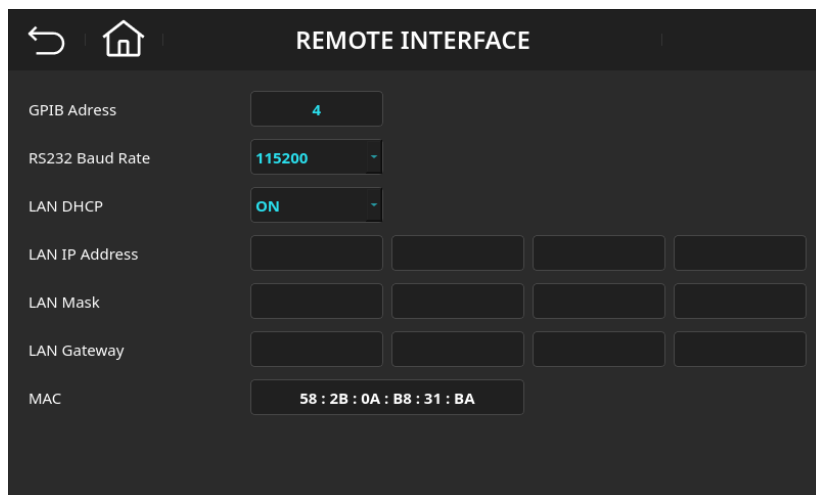 REMOTE INTERFACE
GPIB Adress 4
RS232 Baud Rate 115200
LAN DHCP ON
LAN IP Address
LAN Mask
LAN Gateway
MAC 58 : 2B : 0A : B8 : 31 : BA